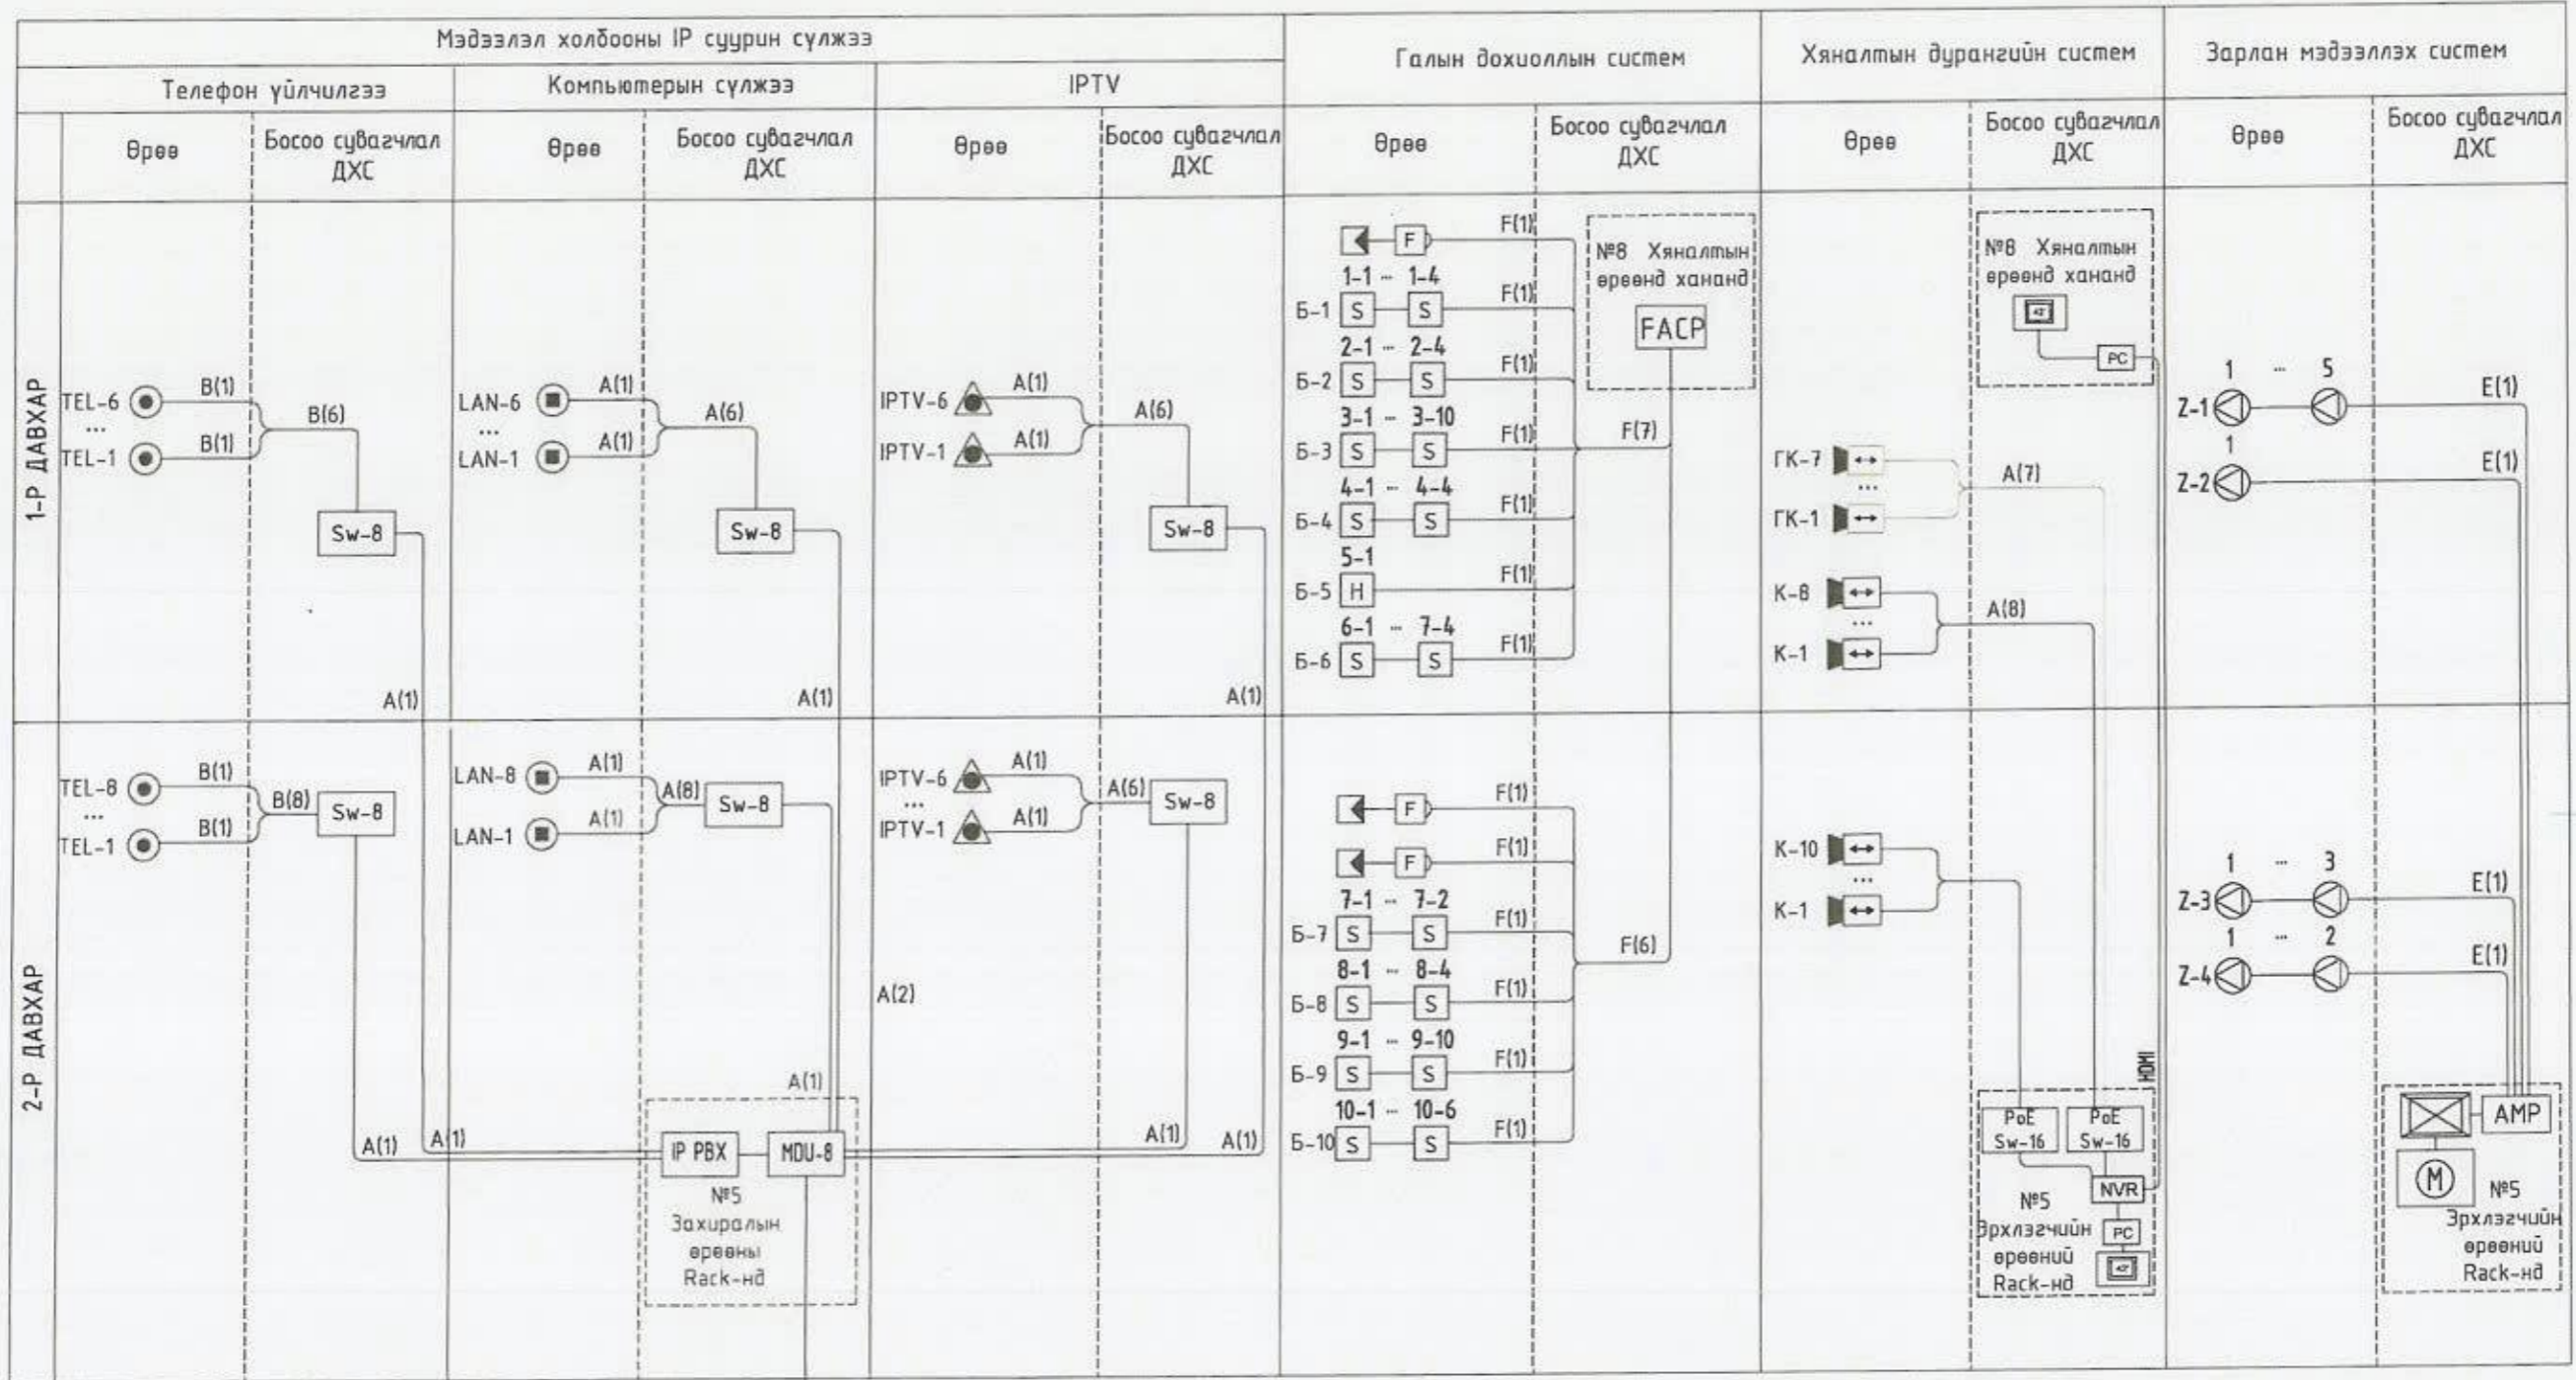 Мэдээлэл холбооны IP суурин сүлжээ
Галын дохиоллын систем
Хяналтын дурангийн систем
Зарлан мэдээллэх систем
Телефон үйлчилгээ
Компьютерын сүлжээ
IPTV
Өрөө
Босоо сувагчлал
ДХС
Өрөө
Босоо сувагчлал
ДХС
Өрөө
Босоо сувагчлал
ДХС
Өрөө
Босоо сувагчлал
ДХС
Өрөө
Босоо сувагчлал
ДХС
Өрөө
Босоо сувагчлал
ДХС
1-Р ДАВХАР
TEL-6
B(1)
...
B(6)
TEL-1
B(1)
Sw-8
A(1)
LAN-6
A(1)
...
A(6)
LAN-1
A(1)
Sw-8
A(1)
IPTV-6
A(1)
A(6)
IPTV-1
A(1)
Sw-8
A(1)
F
F(1)
1-1 ... 1-4
Б-1 S S F(1)
2-1 ... 2-4
Б-2 S S F(1)
3-1 ... 3-10
Б-3 S S F(1)
F(7)
4-1 ... 4-4
Б-4 S S F(1)
5-1
Б-5 H F(1)
6-1 ... 7-4
Б-6 S S F(1)
№8 Хяналтын
өрөөнд хананд
FACP
№8 Хяналтын
өрөөнд хананд
PC
ГК-7
...
A(7)
ГК-1
К-8
...
A(8)
К-1
1 ... 5
Z-1
E(1)
1
Z-2
E(1)
2-Р ДАВХАР
TEL-8
B(1)
...
B(8)
Sw-8
TEL-1
B(1)
A(1)
A(1)
LAN-8
A(1)
A(8)
Sw-8
LAN-1
A(1)
A(1)
IP PBX
MDU-8
№5
Захиралын
өрөөны
Rack-нд
IPTV-6
A(1)
...
A(6)
Sw-8
IPTV-1
A(1)
A(2)
A(1)
A(1)
F
F(1)
F
F(1)
7-1 ... 7-2
Б-7 S S F(1)
F(6)
8-1 ... 8-4
Б-8 S S F(1)
9-1 ... 9-10
Б-9 S S F(1)
10-1 ... 10-6
Б-10 S S F(1)
К-10
...
К-1
HDMI
PoE
Sw-16
PoE
Sw-16
NVR
PC
№5
Эрхлэгчийн
өрөөний
Rack-нд
1 ... 3
Z-3
E(1)
1 ... 2
Z-4
E(1)
AMP
M
№5
Эрхлэгчийн
өрөөний
Rack-нд